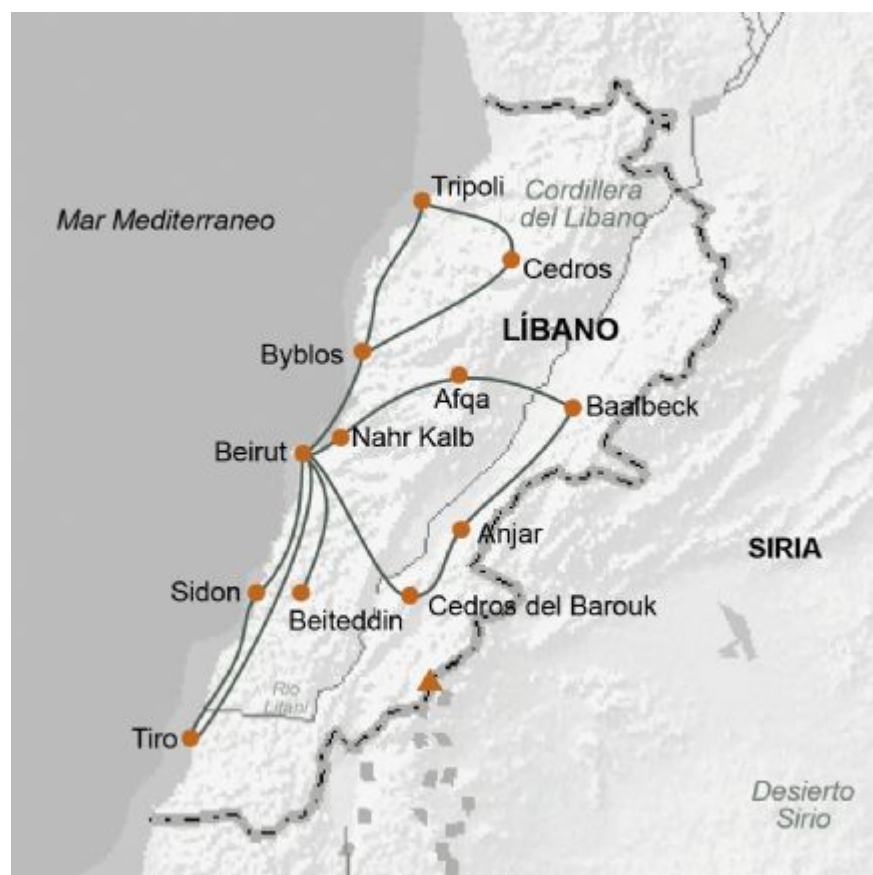 Tripoli
Cordillera
del Libano
Mar Mediterraneo
Cedros
LÍBANO
Byblos
Afqa
Baalbeck
Nahr Kalb
Beirut
Anjar
SIRIA
Sidon
Cedros del Barouk
Beiteddin
Rio
Litani
Tiro
Desierto
Sirio